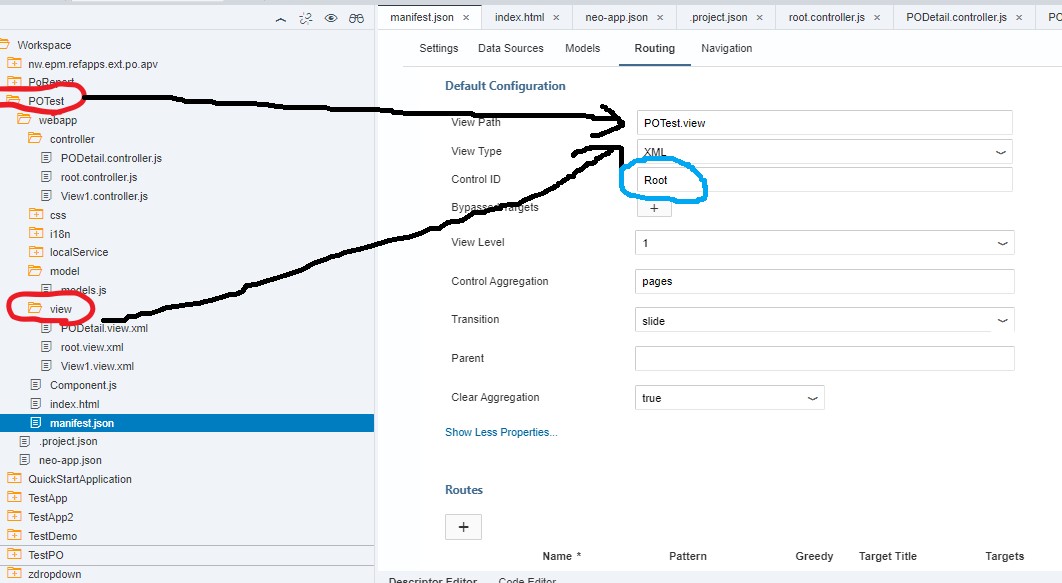 manifest.json ×
index.html ×
neo-app.json ×
.project.json ×
root.controller.js ×
PODetail.controller.js ×
PO
Workspace
nw.epm.refapps.ext.po.apv
PoReport
POTest
webapp
controller
PODetail.controller.js
root.controller.js
View1.controller.js
css
i18n
localService
model
models.js
view
PODetail.view.xml
root.view.xml
View1.view.xml
Component.js
index.html
manifest.json
.project.json
neo-app.json
QuickStartApplication
TestApp
TestApp2
TestDemo
TestPO
zdropdown
Settings
Data Sources
Models
Routing
Navigation
Default Configuration
View Path
POTest.view
View Type
XML
Control ID
Root
Bypassed Targets
+
View Level
1
Control Aggregation
pages
Transition
slide
Parent
Clear Aggregation
true
Show Less Properties...
Routes
+
Name *
Pattern
Greedy
Target Title
Targets
Descriptor Editor
Code Editor